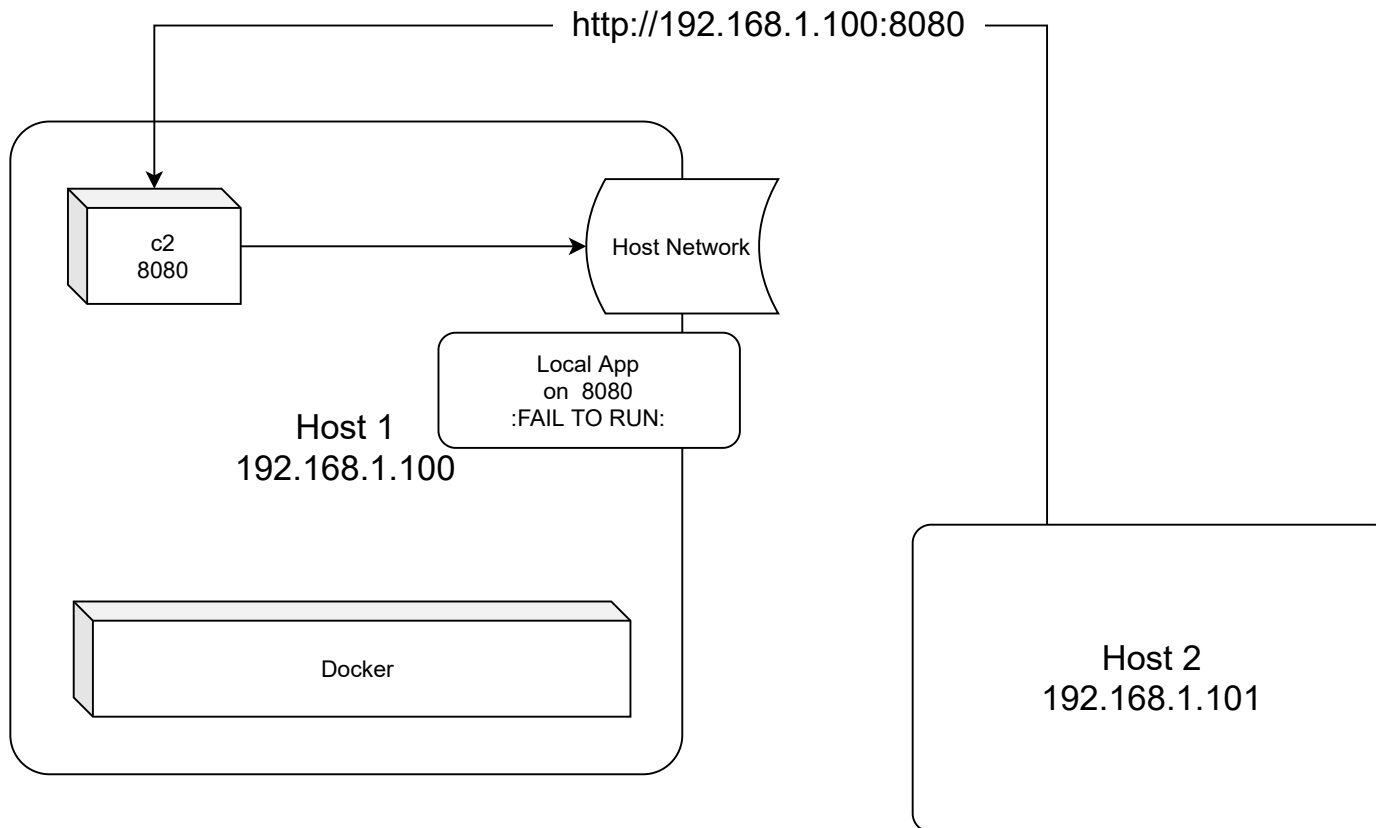 http://192.168.1.100:8080
c2
8080
Host Network
Local App
on 8080
:FAIL TO RUN:
Host 1
192.168.1.100
Docker
Host 2
192.168.1.101